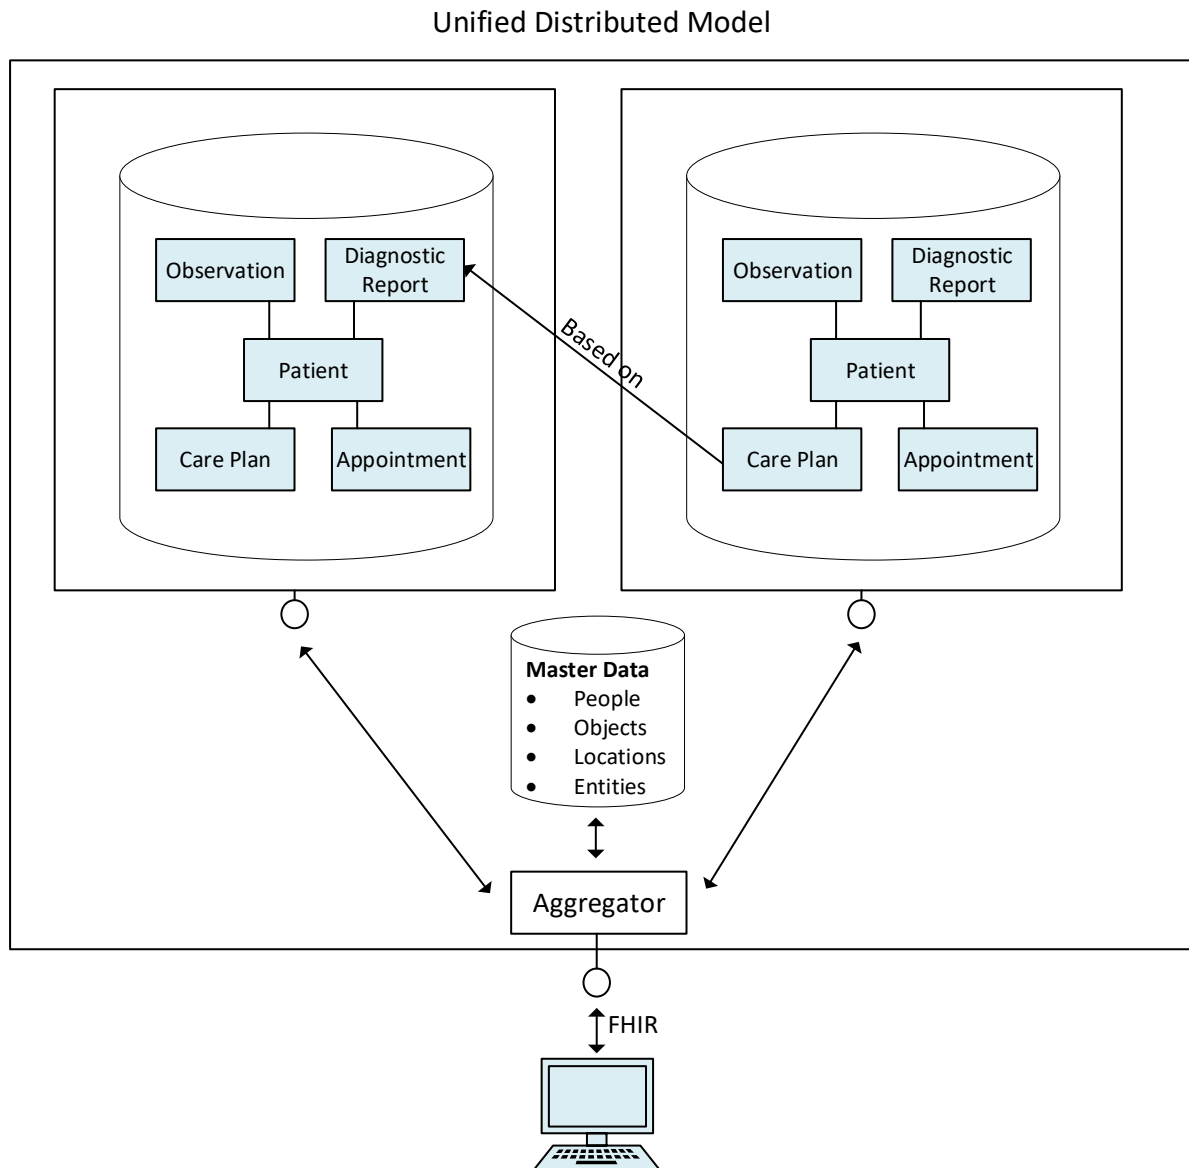 Unified Distributed Model
Observation
Diagnostic
Report
Patient
Care Plan
Appointment
Based on
Observation
Diagnostic
Report
Patient
Care Plan
Appointment
Master Data
● People
● Objects
● Locations
● Entities
Aggregator
FHIR